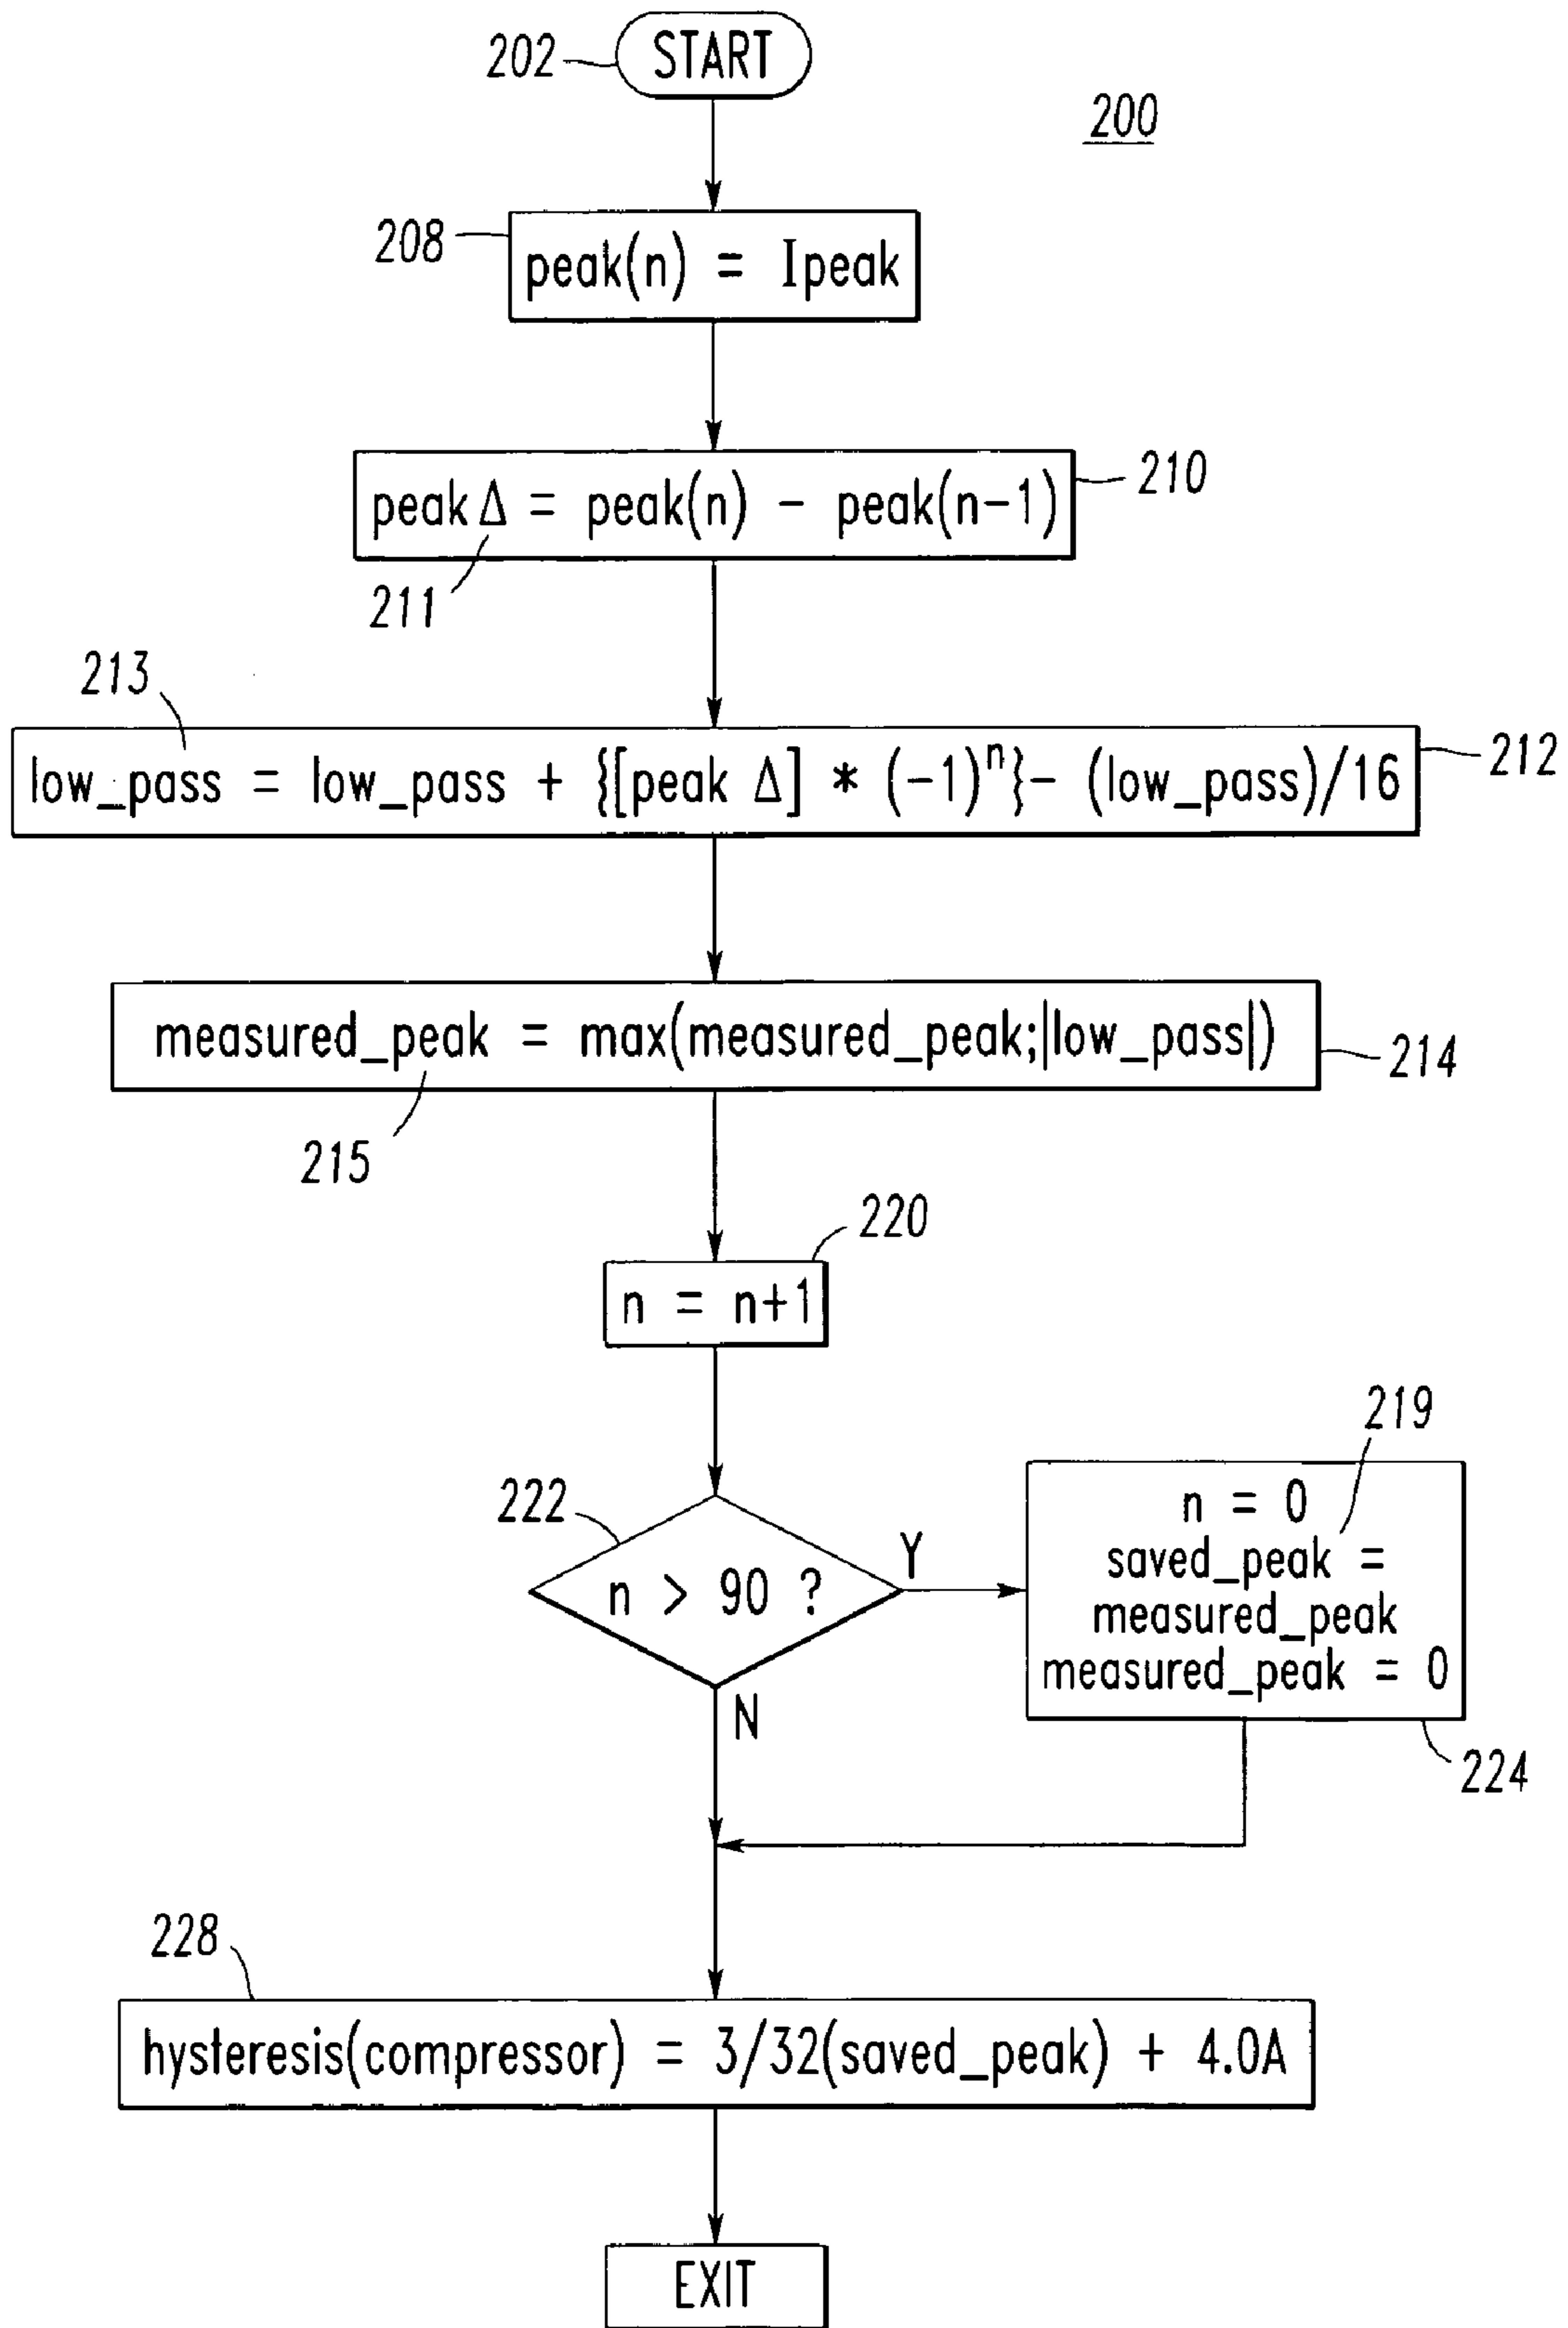 202
START
200
208
peak(n) = Ipeak
210
peak Δ = peak(n) - peak(n-1)
211
213
212
low_pass = low_pass + {[peak Δ] * (-1)^n}- (low_pass)/16
measured_peak = max(measured_peak;|low_pass|)
214
215
220
n = n+1
219
222
n > 90 ?
Y
n = 0
saved_peak =
measured_peak
measured_peak = 0
N
224
228
hysteresis(compressor) = 3/32(saved_peak) + 4.0A
EXIT